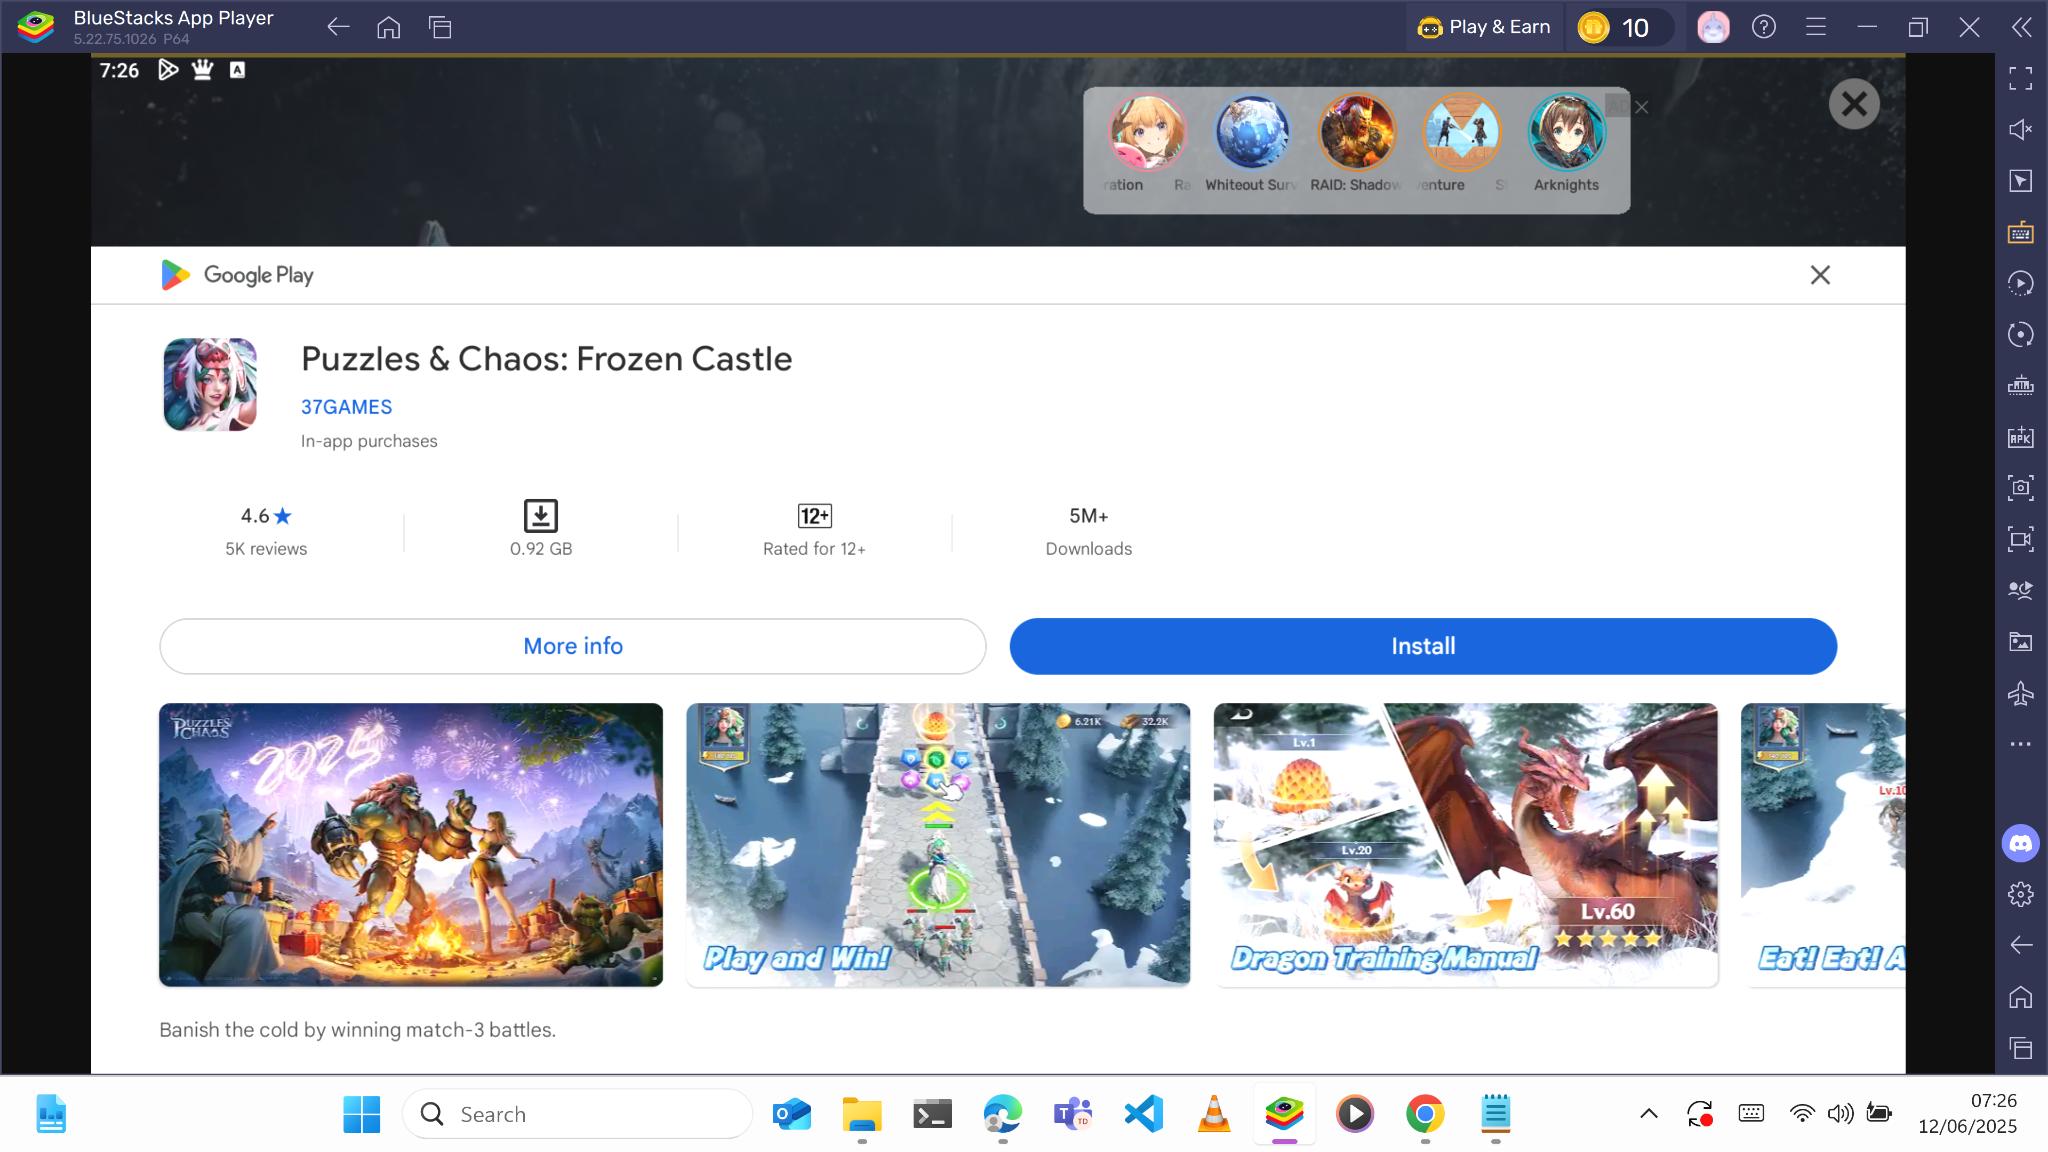 BlueStacks App Player
5.22.75.1026 P64
Play & Earn
10
7:26
AD
ration
Ra
Whiteout Surv
RAID: Shadow
venture
S
Arknights
Google Play
Puzzles & Chaos: Frozen Castle
37GAMES
In-app purchases
4.6★
5K reviews
0.92 GB
12+
Rated for 12+
5M+
Downloads
More info
Install
PUZZLES CHAOS
2025
6.21K
32.2K
Play and Win!
Lv.1
Lv.20
Lv.60
Dragon Training Manual
Lv.10
Eat! Eat! A
Banish the cold by winning match-3 battles.
Search
07:26
12/06/2025